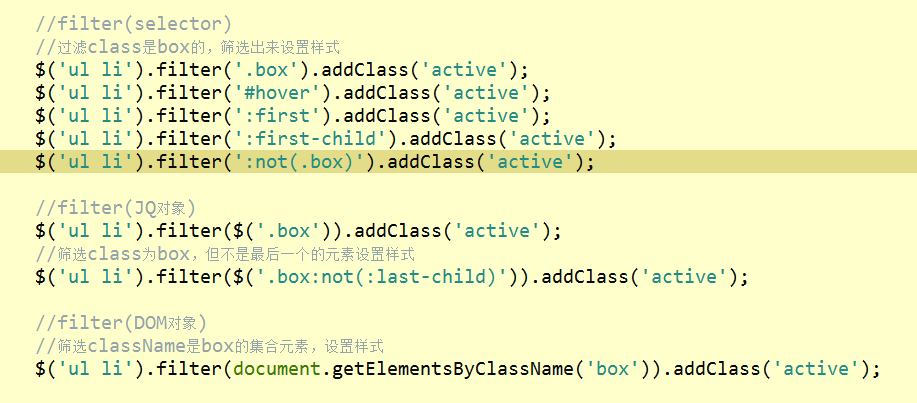 //filter(selector)
//过滤class是box的，筛选出来设置样式
$('ul li').filter('.box').addClass('active');
$('ul li').filter('#hover').addClass('active');
$('ul li').filter(':first').addClass('active');
$('ul li').filter(':first-child').addClass('active');
$('ul li').filter(':not(.box)').addClass('active');
//filter(JQ对象)
$('ul li').filter($('.box')).addClass('active');
//筛选class为box，但不是最后一个的元素设置样式
$('ul li').filter($('.box:not(:last-child)')).addClass('active');
//filter(DOM对象)
//筛选className是box的集合元素，设置样式
$('ul li').filter(document.getElementsByClassName('box')).addClass('active');